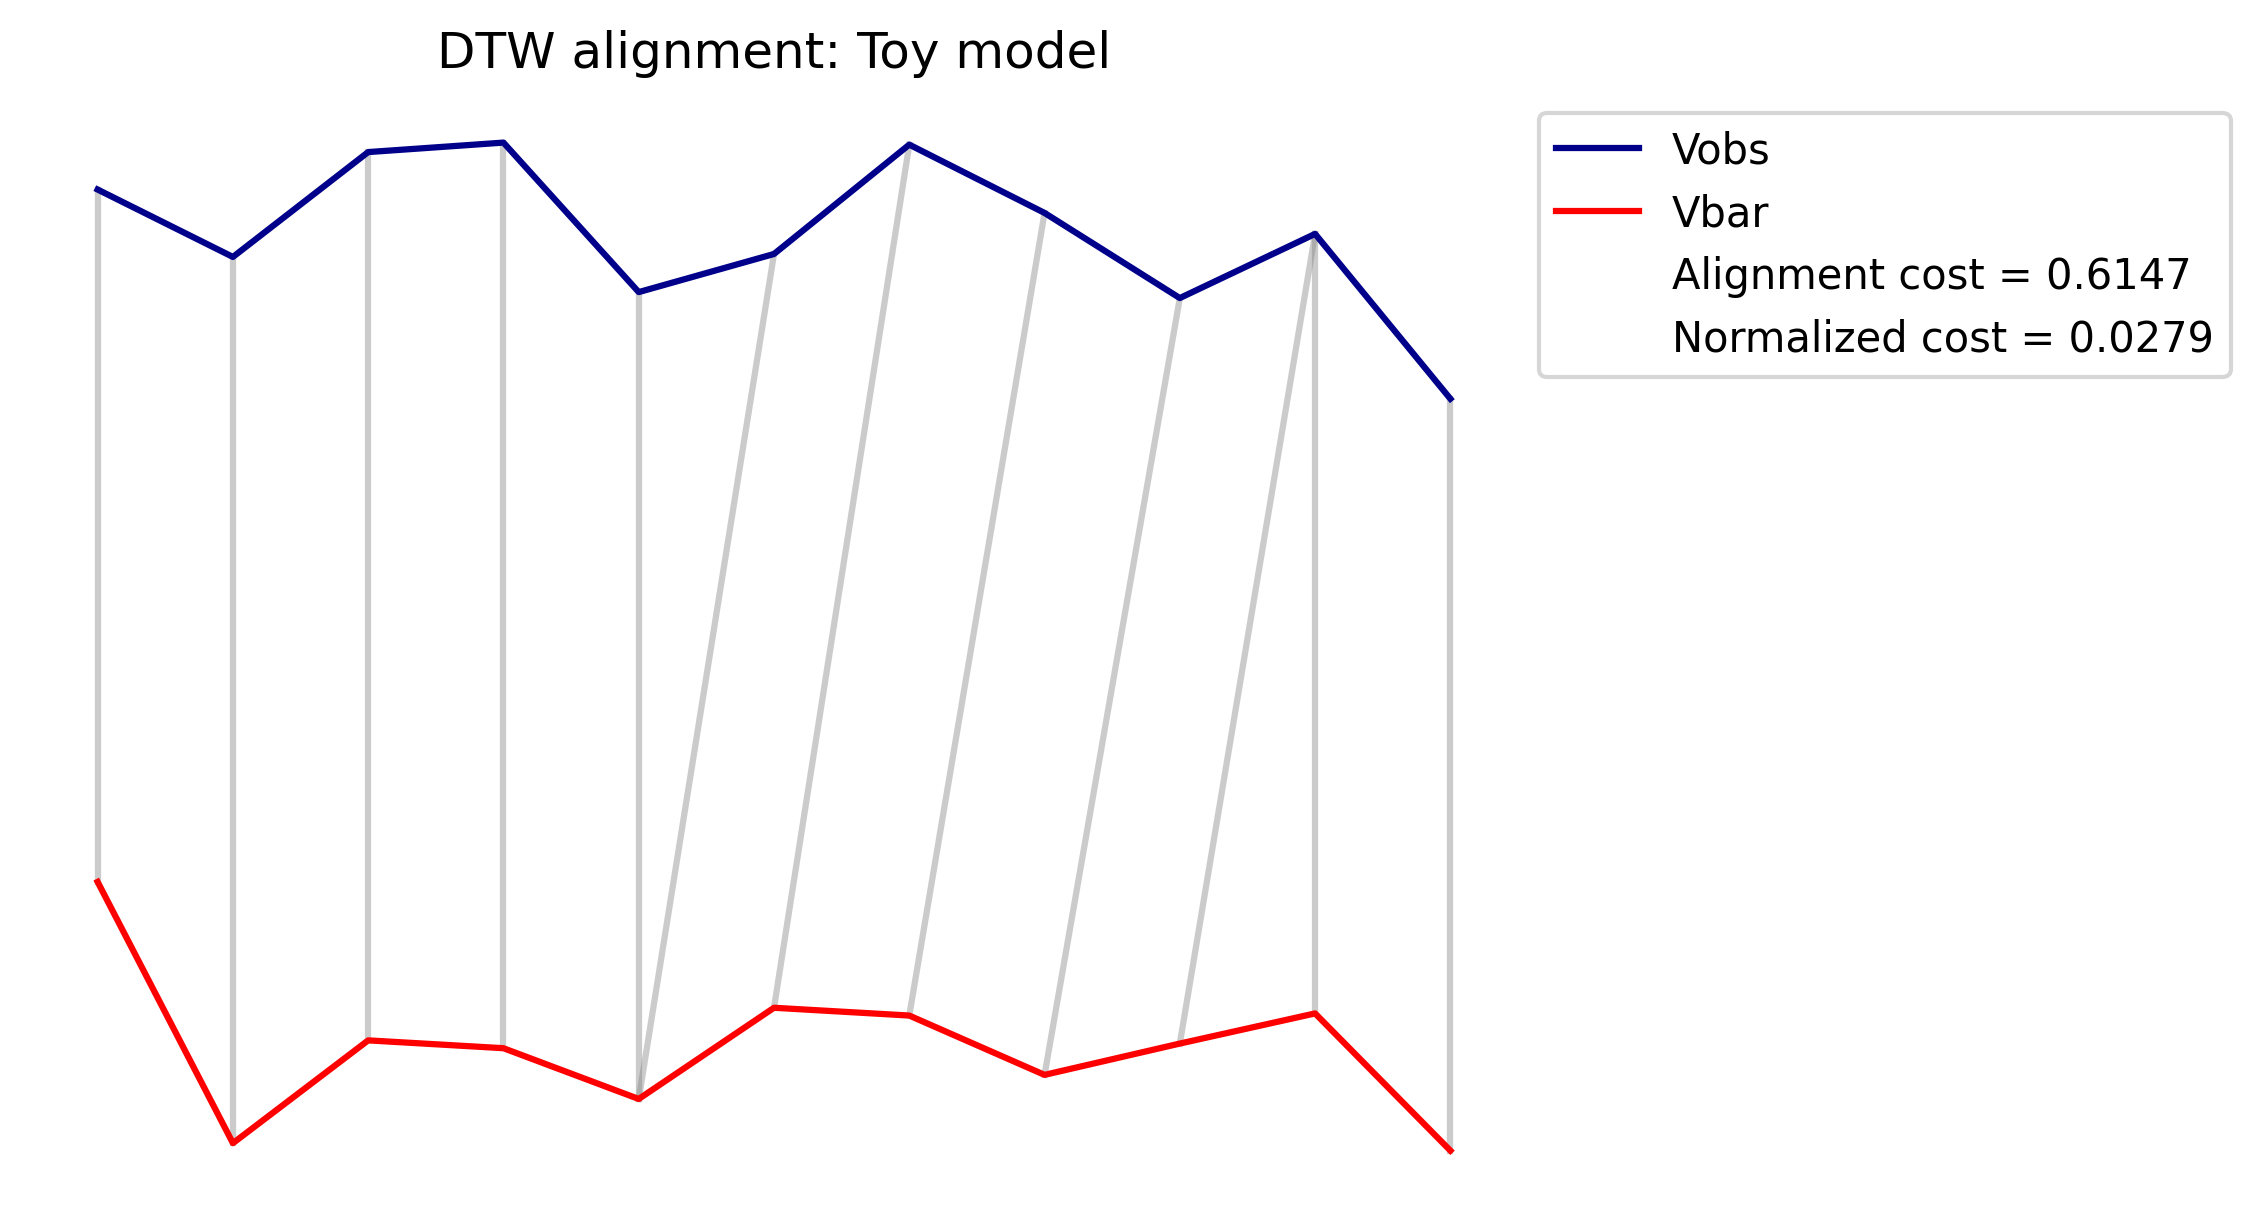 DTW alignment: Toy model
Vobs
Vbar
Alignment cost = 0.6147
Normalized cost = 0.0279